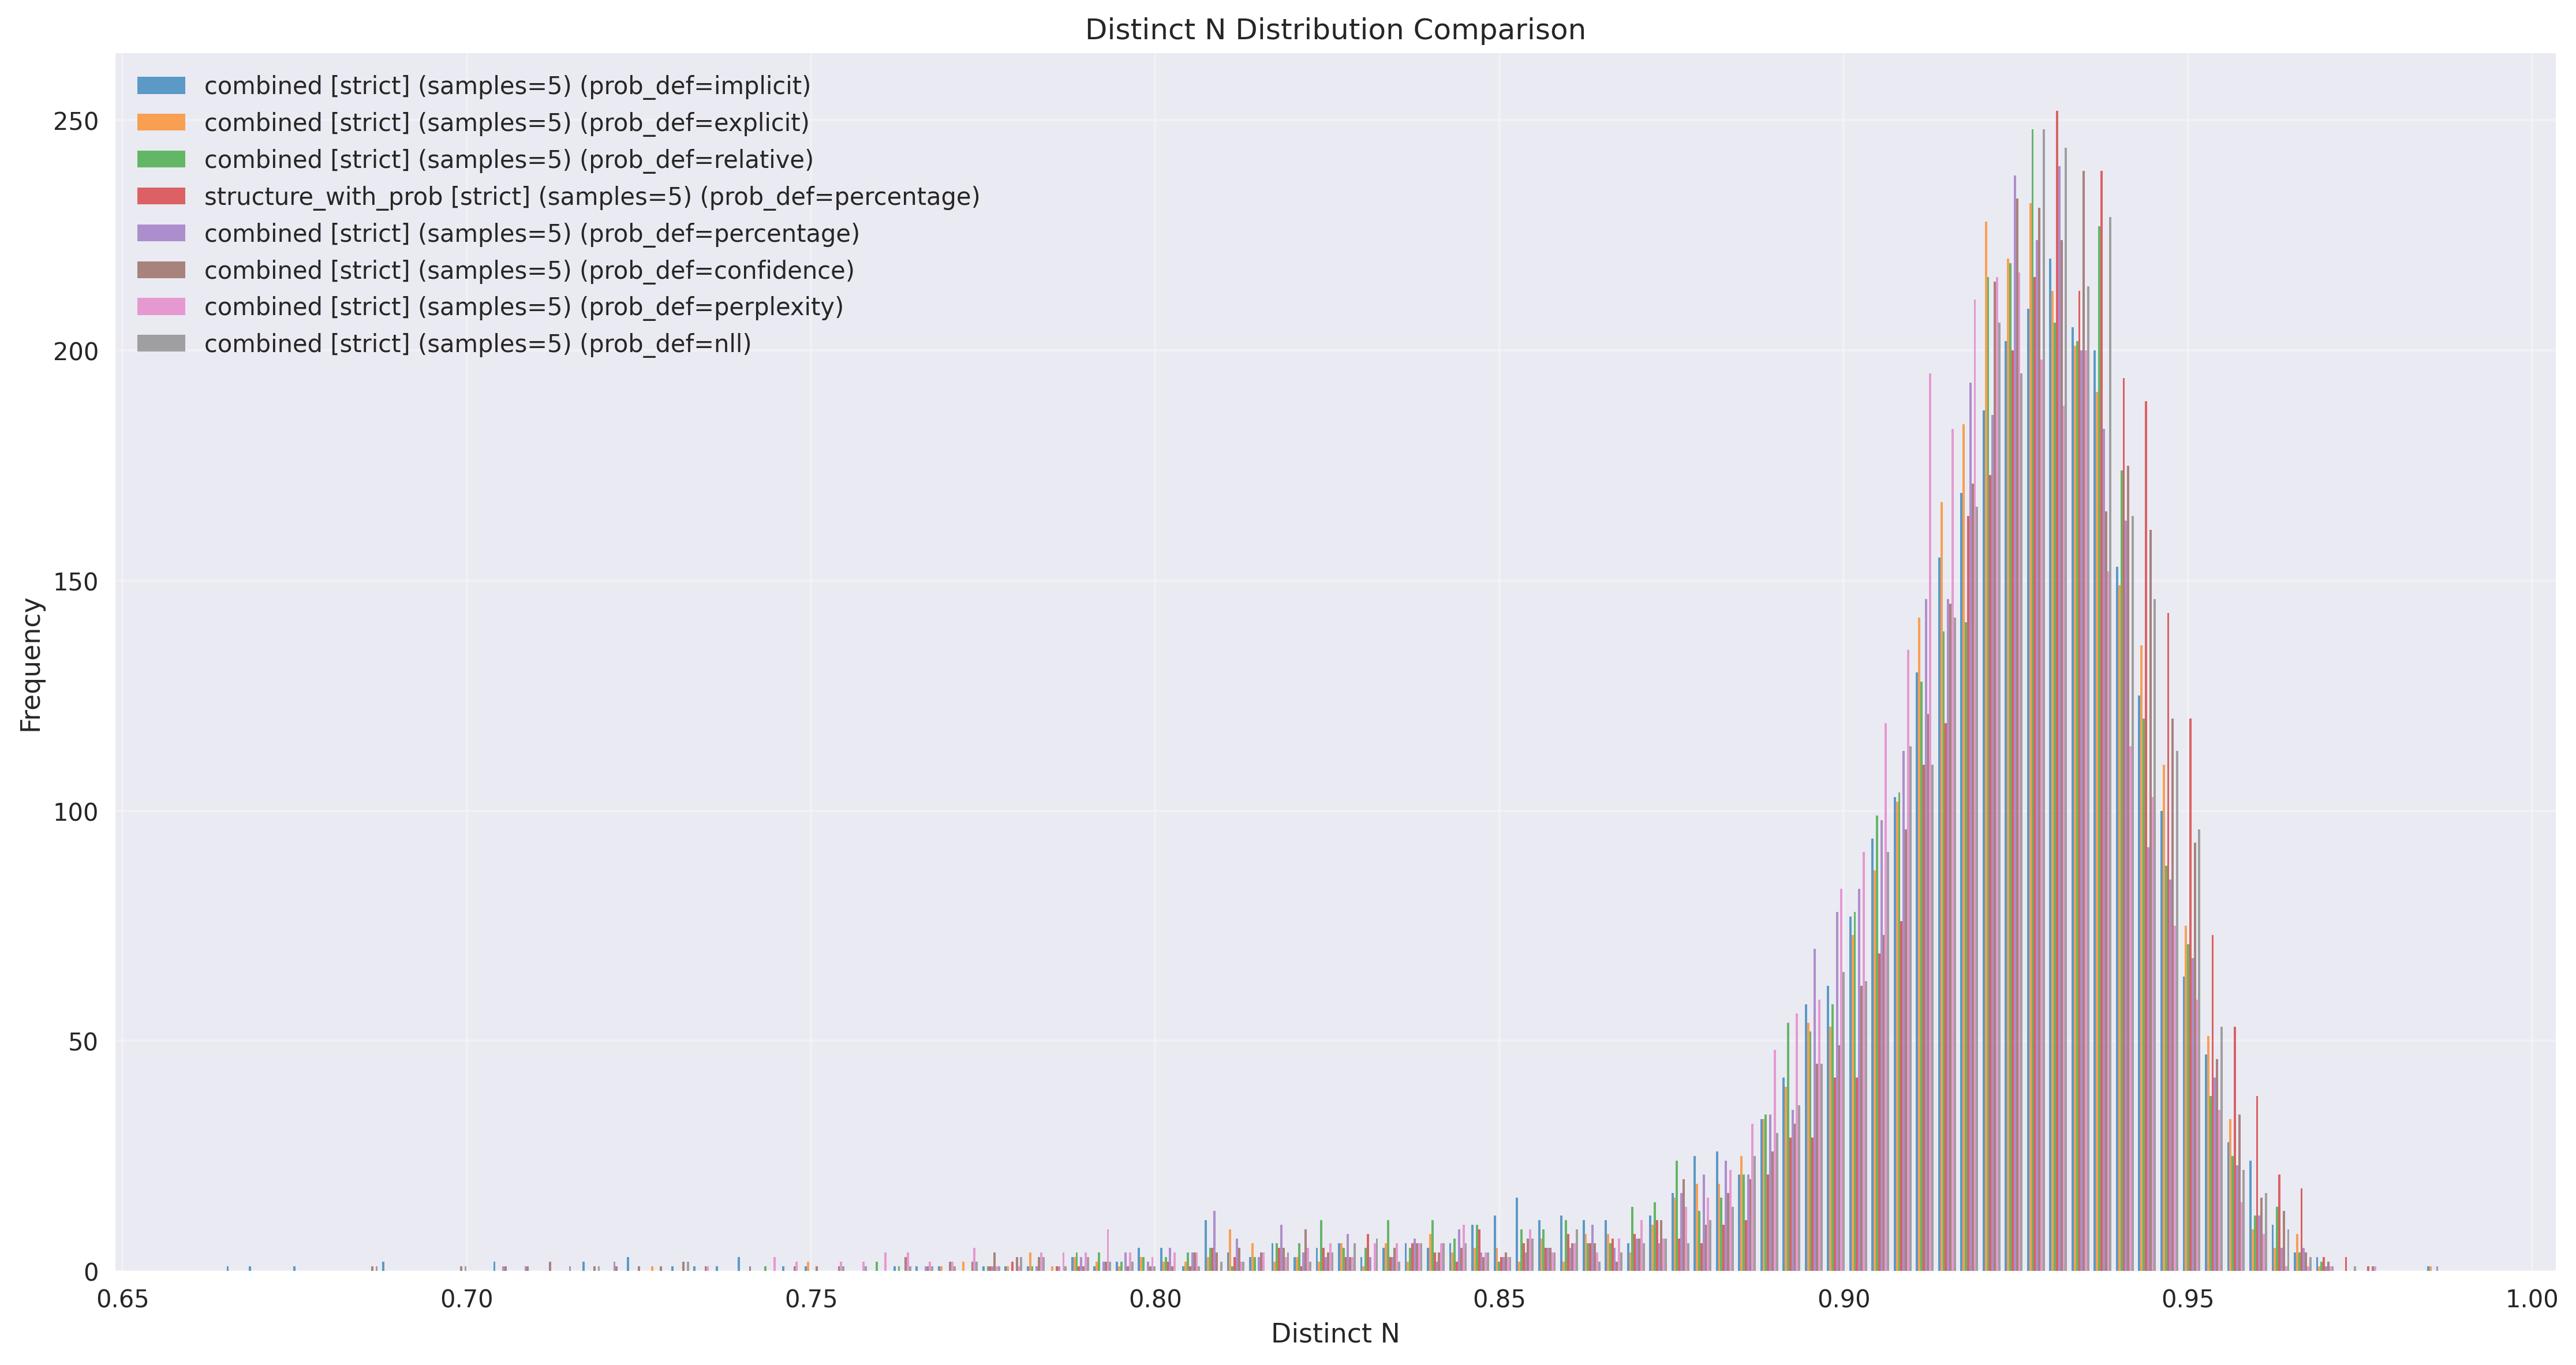 Distinct N Distribution Comparison
combined [strict] (samples=5) (prob_def=implicit)
combined [strict] (samples=5) (prob_def=explicit)
combined [strict] (samples=5) (prob_def=relative)
structure_with_prob [strict] (samples=5) (prob_def=percentage)
combined [strict] (samples=5) (prob_def=percentage)
combined [strict] (samples=5) (prob_def=confidence)
combined [strict] (samples=5) (prob_def=perplexity)
combined [strict] (samples=5) (prob_def=nll)
Frequency
250
200
150
100
50
0
0.65 0.70 0.75 0.80 0.85 0.90 0.95 1.00
Distinct N